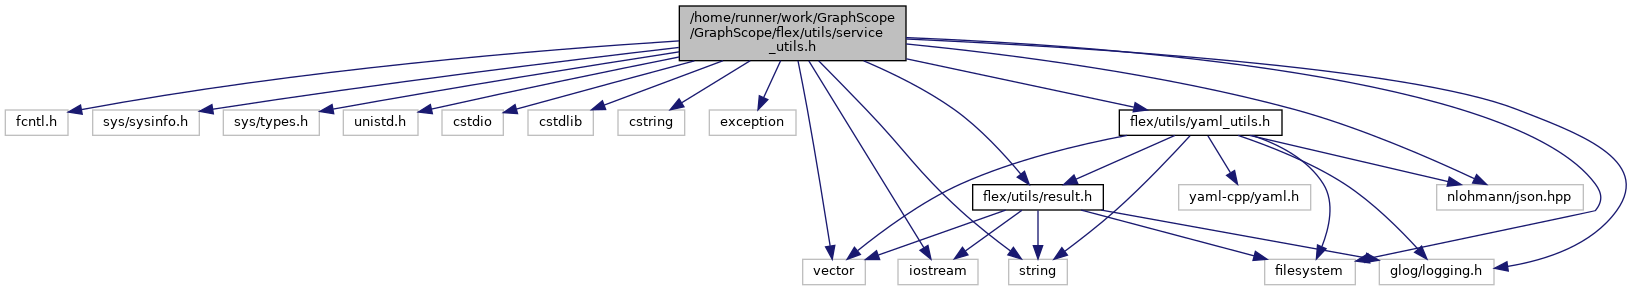 /home/runner/work/GraphScope
/GraphScope/flex/utils/service
_utils.h
fcntl.h
sys/sysinfo.h
sys/types.h
unistd.h
cstdio
cstdlib
cstring
exception
flex/utils/yaml_utils.h
flex/utils/result.h
yaml-cpp/yaml.h
nlohmann/json.hpp
vector
iostream
string
filesystem
glog/logging.h